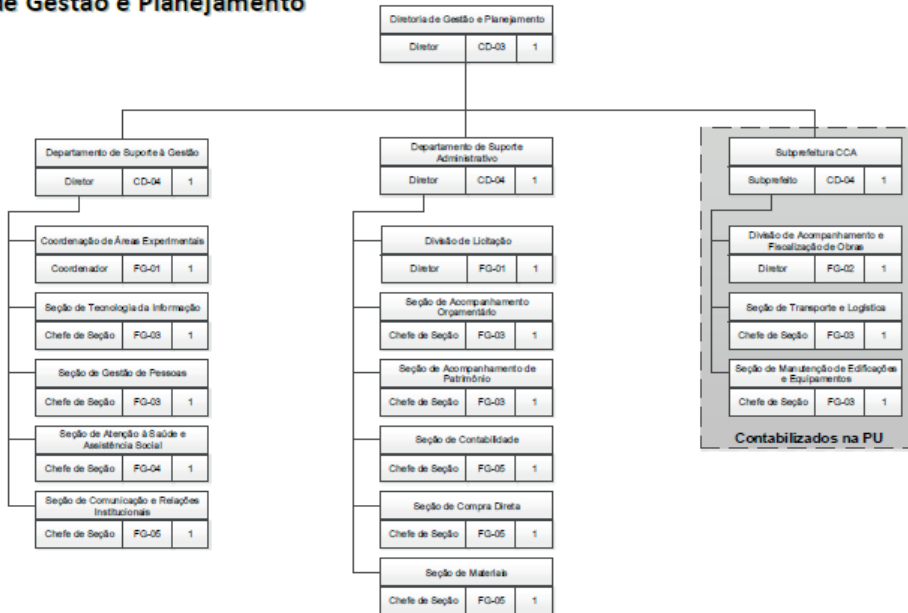 de Gestão e Planejamento
Diretoria de Gestão e Planejamento
Diretor CD-03 1
Departamento de Suporte à Gestão
Diretor CD-04 1
Coordenação de Áreas Experimentais
Coordenador FG-01 1
Seção de Tecnologia da Informação
Chefe de Seção FG-03 1
Seção de Gestão de Pessoas
Chefe de Seção FG-03 1
Seção de Atenção à Saúde e
Assistência Social
Chefe de Seção FG-04 1
Seção de Comunicação e Relações
Institucionais
Chefe de Seção FG-05 1
Departamento de Suporte
Administrativo
Diretor CD-04 1
Divisão de Licitação
Diretor FG-01 1
Seção de Acompanhamento
Orçamentário
Chefe de Seção FG-03 1
Seção de Acompanhamento de
Patrimônio
Chefe de Seção FG-03 1
Seção de Contabilidade
Chefe de Seção FG-05 1
Seção de Compra Direta
Chefe de Seção FG-05 1
Seção de Materiais
Chefe de Seção FG-05 1
Subprefeitura CCA
Subprefeito CD-04 1
Divisão de Acompanhamento e
Fiscalização de Obras
Diretor FG-02 1
Seção de Transporte e Logística
Chefe de Seção FG-03 1
Seção de Manutenção de Edificações
e Equipamentos
Chefe de Seção FG-03 1
Contabilizados na PU